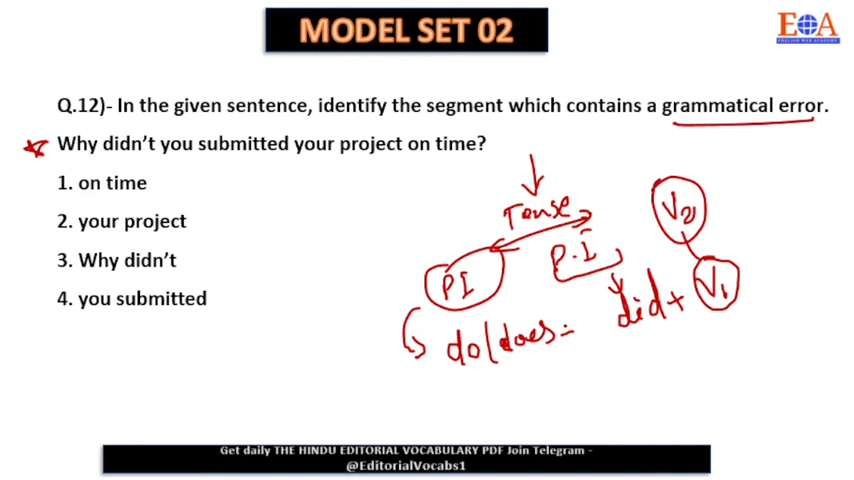 MODEL SET 02
EOA
ENGLISH WEB ACADEMY
Q.12)- In the given sentence, identify the segment which contains a grammatical error.
Why didn't you submitted your project on time?
1. on time
2. your project
3. Why didn't
4. you submitted
Tense
V2
P.I
PI
V1
did+
do/does=
Get daily THE HINDU EDITORIAL VOCABULARY PDF Join Telegram -
@EditorialVocabs1